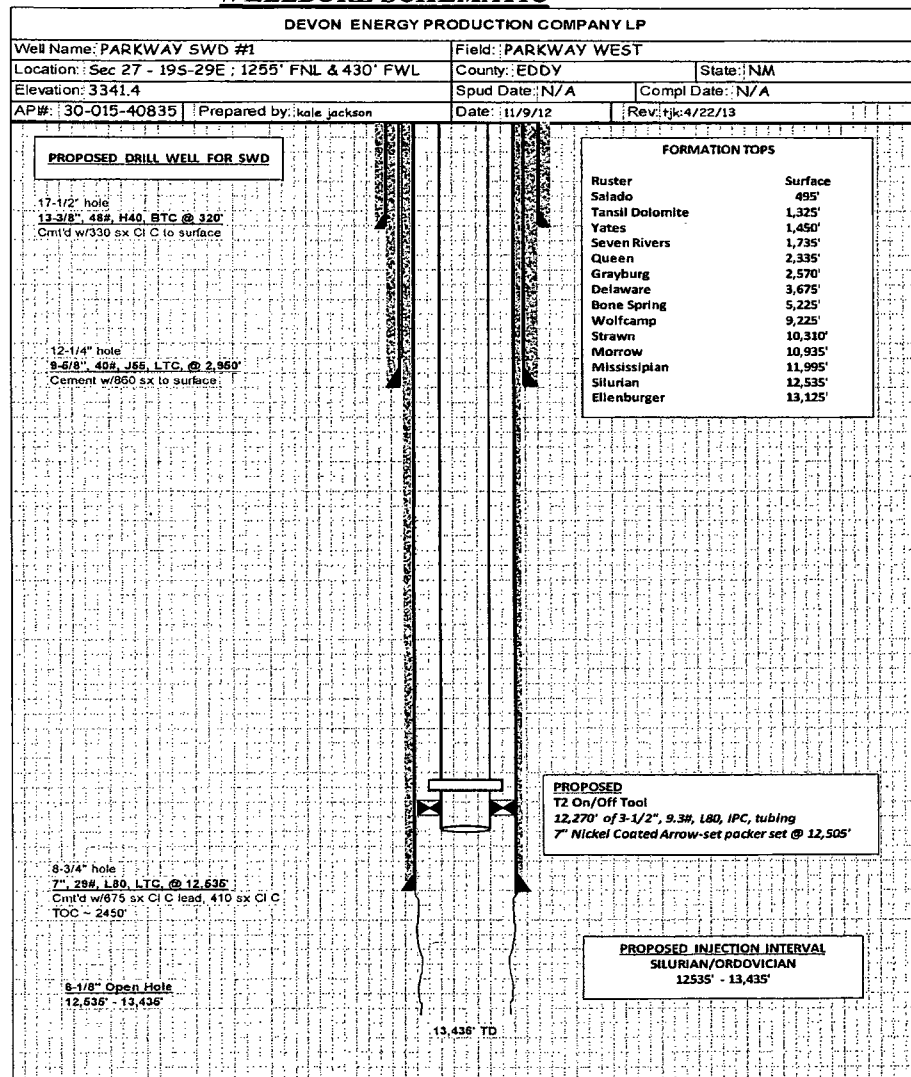 WELLBORE SCHEMATIC
DEVON ENERGY PRODUCTION COMPANY LP
Well Name: PARKWAY SWD #1 Field: PARKWAY WEST
Location: Sec 27 - 19S-29E ; 1255' FNL & 430' FWL County: EDDY State: NM
Elevation: 3341.4 Spud Date: N/A Compl Date: N/A
API#: 30-015-40835 Prepared by: kale jackson Date: 11/9/12 Rev: tjk:4/22/13
PROPOSED DRILL WELL FOR SWD
17-1/2" hole
13-3/8", 48#, H40, BTC @ 320'
Cmt'd w/330 sx Cl C to surface
FORMATION TOPS
Ruster Surface
Salado 495'
Tansil Dolomite 1,325'
Yates 1,450'
Seven Rivers 1,735'
Queen 2,335'
Grayburg 2,570'
Delaware 3,675'
Bone Spring 5,225'
Wolfcamp 9,225'
Strawn 10,310'
Morrow 10,935'
Mississipian 11,995'
Silurian 12,535'
Ellenburger 13,125'
12-1/4" hole
9-5/8", 40#, J55, LTC, @ 2,950'
Cement w/860 sx to surface
PROPOSED
T2 On/Off Tool
12,270' of 3-1/2", 9.3#, L80, IPC, tubing
7" Nickel Coated Arrow-set packer set @ 12,505'
8-3/4" hole
7", 29#, L80, LTC, @ 12,535'
Cmt'd w/675 sx Cl C lead, 410 sx Cl C
TOC ~ 2450'
PROPOSED INJECTION INTERVAL
SILURIAN/ORDOVICIAN
12535' - 13,435'
6-1/8" Open Hole
12,535' - 13,435'
13,435' TD